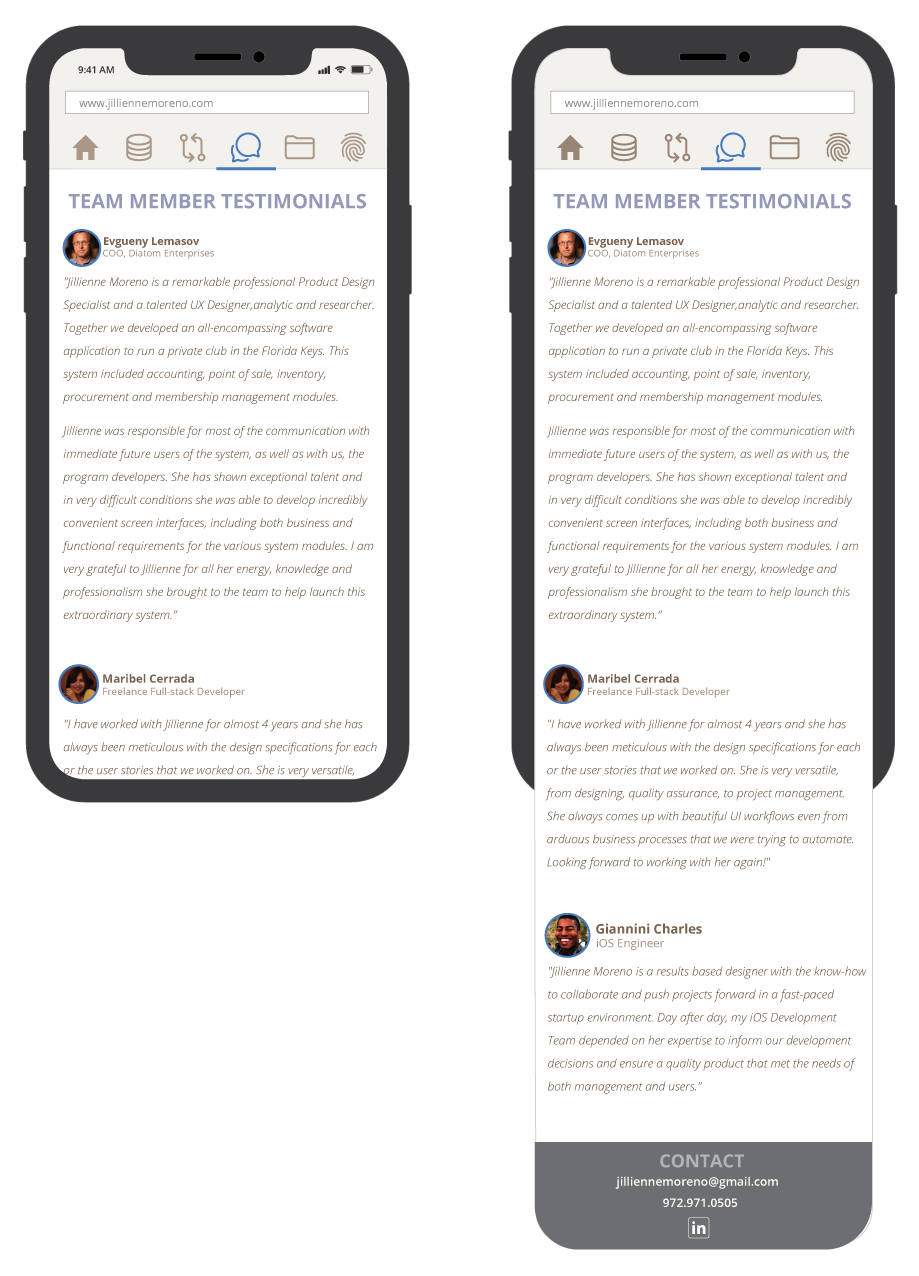 9:41 AM
www.jilliennemoreno.com
TEAM MEMBER TESTIMONIALS
Evgueny Lemasov
COO, Diatom Enterprises
"Jillienne Moreno is a remarkable professional Product Design
Specialist and a talented UX Designer,analytic and researcher.
Together we developed an all-encompassing software
application to run a private club in the Florida Keys. This
system included accounting, point of sale, inventory,
procurement and membership management modules.
Jillienne was responsible for most of the communication with
immediate future users of the system, as well as with us, the
program developers. She has shown exceptional talent and
in very difficult conditions she was able to develop incredibly
convenient screen interfaces, including both business and
functional requirements for the various system modules. I am
very grateful to Jillienne for all her energy, knowledge and
professionalism she brought to the team to help launch this
extraordinary system."
Maribel Cerrada
Freelance Full-stack Developer
"I have worked with Jillienne for almost 4 years and she has
always been meticulous with the design specifications for each
or the user stories that we worked on. She is very versatile,
www.jilliennemoreno.com
TEAM MEMBER TESTIMONIALS
Evgueny Lemasov
COO, Diatom Enterprises
"Jillienne Moreno is a remarkable professional Product Design
Specialist and a talented UX Designer,analytic and researcher.
Together we developed an all-encompassing software
application to run a private club in the Florida Keys. This
system included accounting, point of sale, inventory,
procurement and membership management modules.
Jillienne was responsible for most of the communication with
immediate future users of the system, as well as with us, the
program developers. She has shown exceptional talent and
in very difficult conditions she was able to develop incredibly
convenient screen interfaces, including both business and
functional requirements for the various system modules. I am
very grateful to Jillienne for all her energy, knowledge and
professionalism she brought to the team to help launch this
extraordinary system."
Maribel Cerrada
Freelance Full-stack Developer
"I have worked with Jillienne for almost 4 years and she has
always been meticulous with the design specifications for each
or the user stories that we worked on. She is very versatile,
from designing, quality assurance, to project management.
She always comes up with beautiful UI workflows even from
arduous business processes that we were trying to automate.
Looking forward to working with her again!"
Giannini Charles
iOS Engineer
"Jillienne Moreno is a results based designer with the know-how
to collaborate and push projects forward in a fast-paced
startup environment. Day after day, my iOS Development
Team depended on her expertise to inform our development
decisions and ensure a quality product that met the needs of
both management and users."
CONTACT
jilliennemoreno@gmail.com
972.971.0505
in